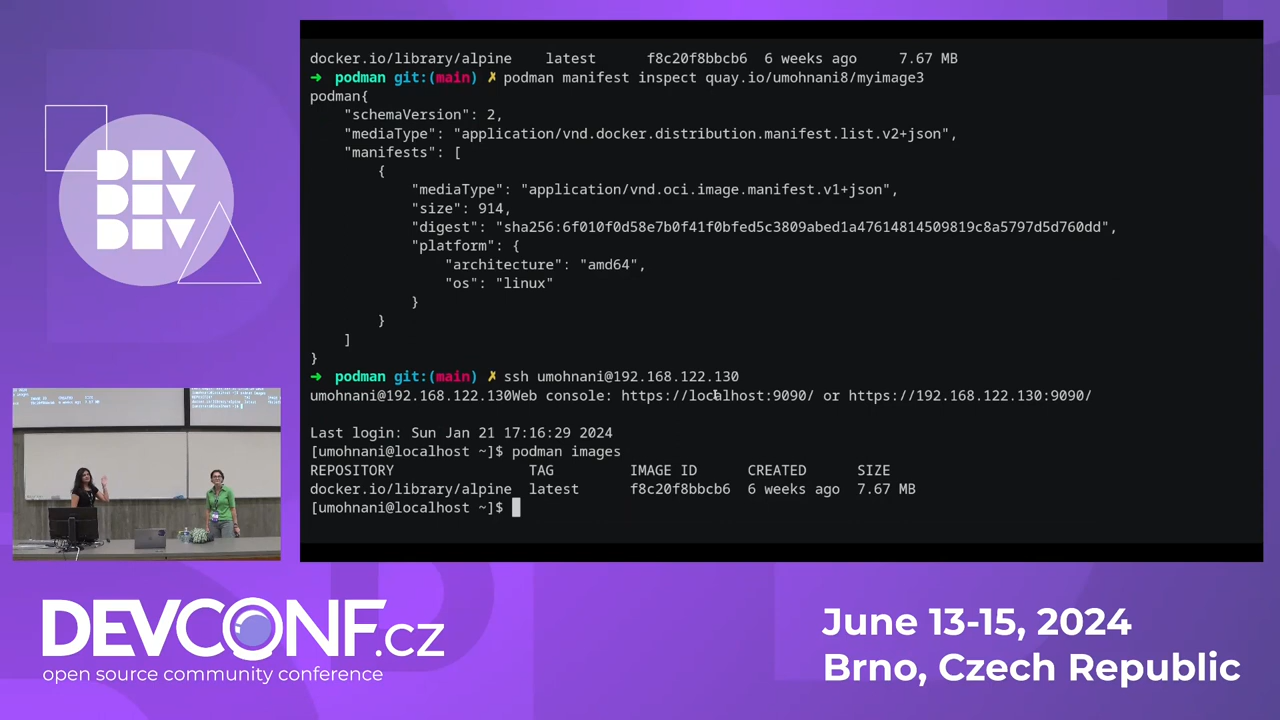 docker.io/library/alpine latest f8c20f8bbcb6 6 weeks ago 7.67 MB
➜ podman git:(main) ✗ podman manifest inspect quay.io/umohnani8/myimage3
podman{
"schemaVersion": 2,
"mediaType": "application/vnd.docker.distribution.manifest.list.v2+json",
"manifests": [
{
"mediaType": "application/vnd.oci.image.manifest.v1+json",
"size": 914,
"digest": "sha256:6f010f0d58e7b0f41f0bfed5c3809abed1a47614814509819c8a5797d5d760dd",
"platform": {
"architecture": "amd64",
"os": "linux"
}
}
]
}
➜ podman git:(main) ✗ ssh umohnani@192.168.122.130
umohnani@192.168.122.130Web console: https://localhost:9090/ or https://192.168.122.130:9090/
Last login: Sun Jan 21 17:16:29 2024
[umohnani@localhost ~]$ podman images
REPOSITORY TAG IMAGE ID CREATED SIZE
docker.io/library/alpine latest f8c20f8bbcb6 6 weeks ago 7.67 MB
[umohnani@localhost ~]$
DEV
DEV
DEV
DEVCONF.cz
open source community conference
June 13-15, 2024
Brno, Czech Republic